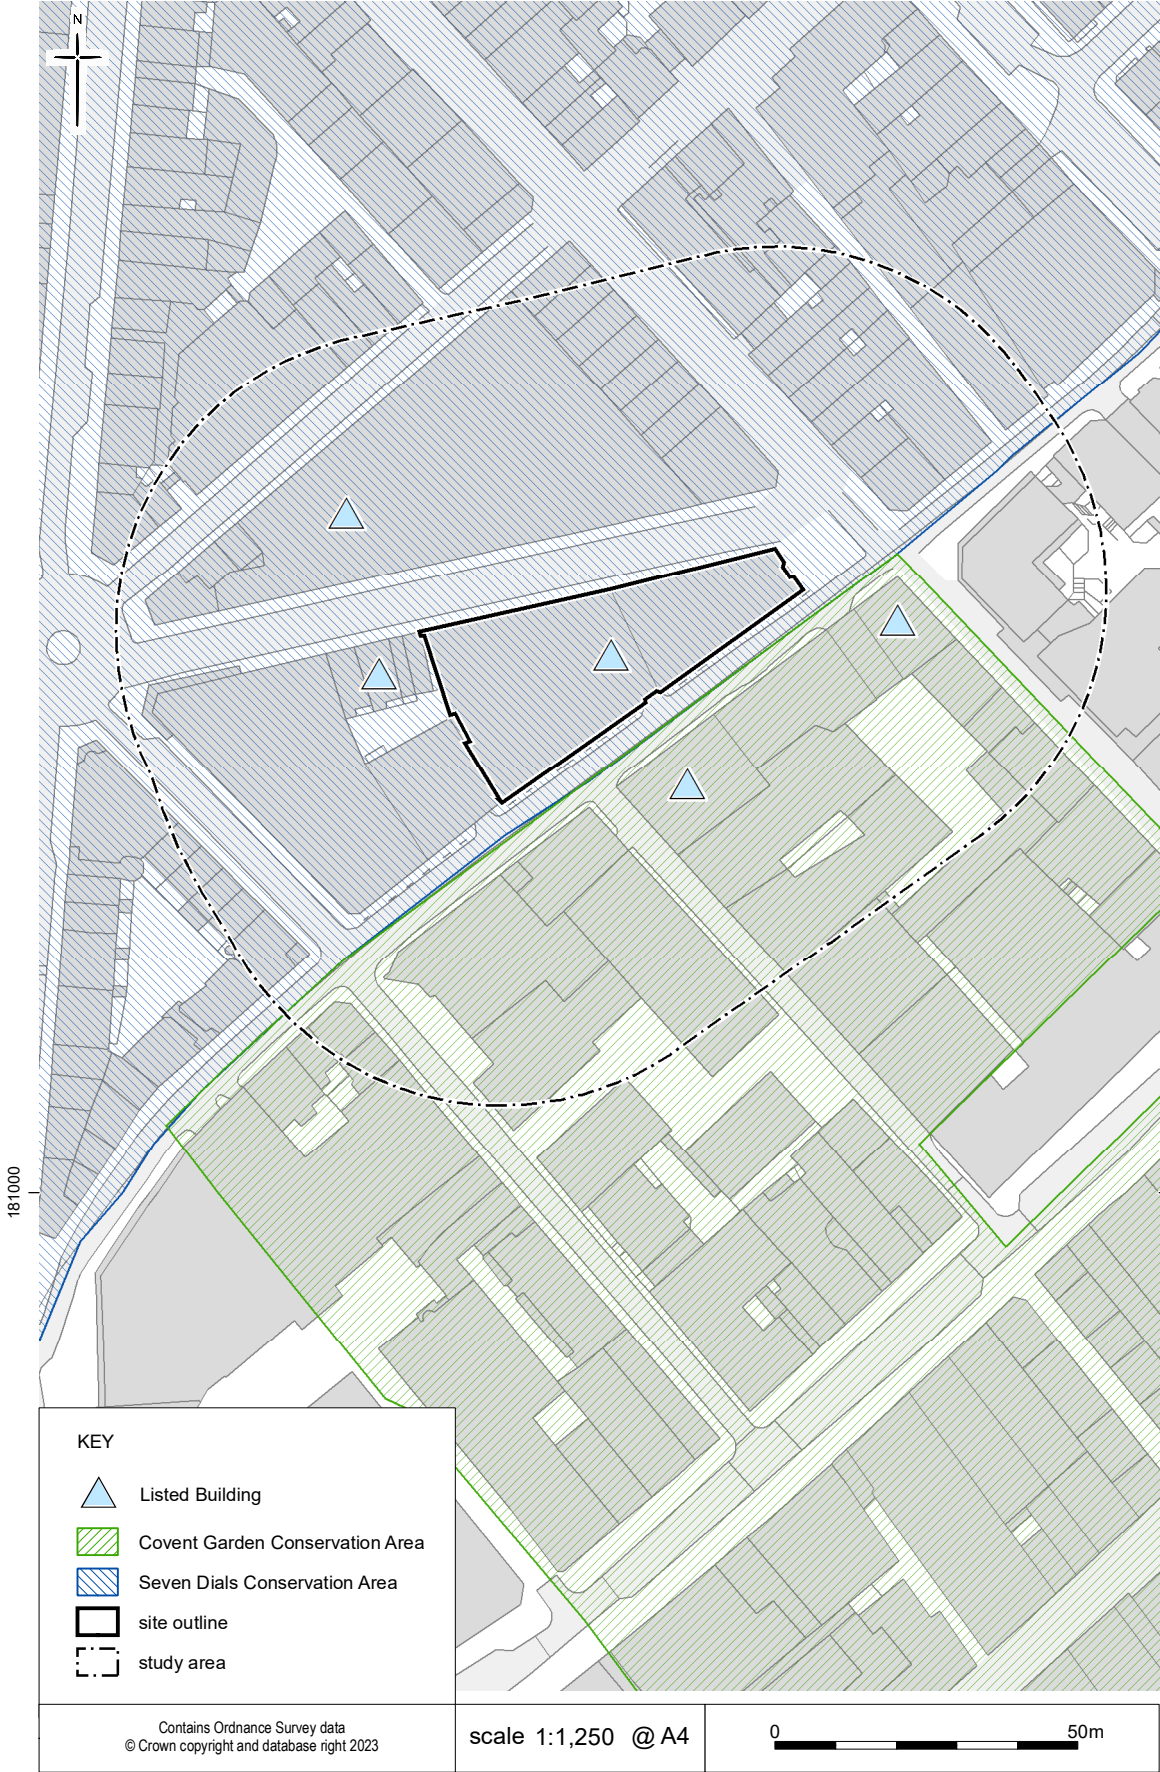 N
181000
KEY
Listed Building
Covent Garden Conservation Area
Seven Dials Conservation Area
site outline
study area
Contains Ordnance Survey data
© Crown copyright and database right 2023
scale 1:1,250 @ A4
0 50m